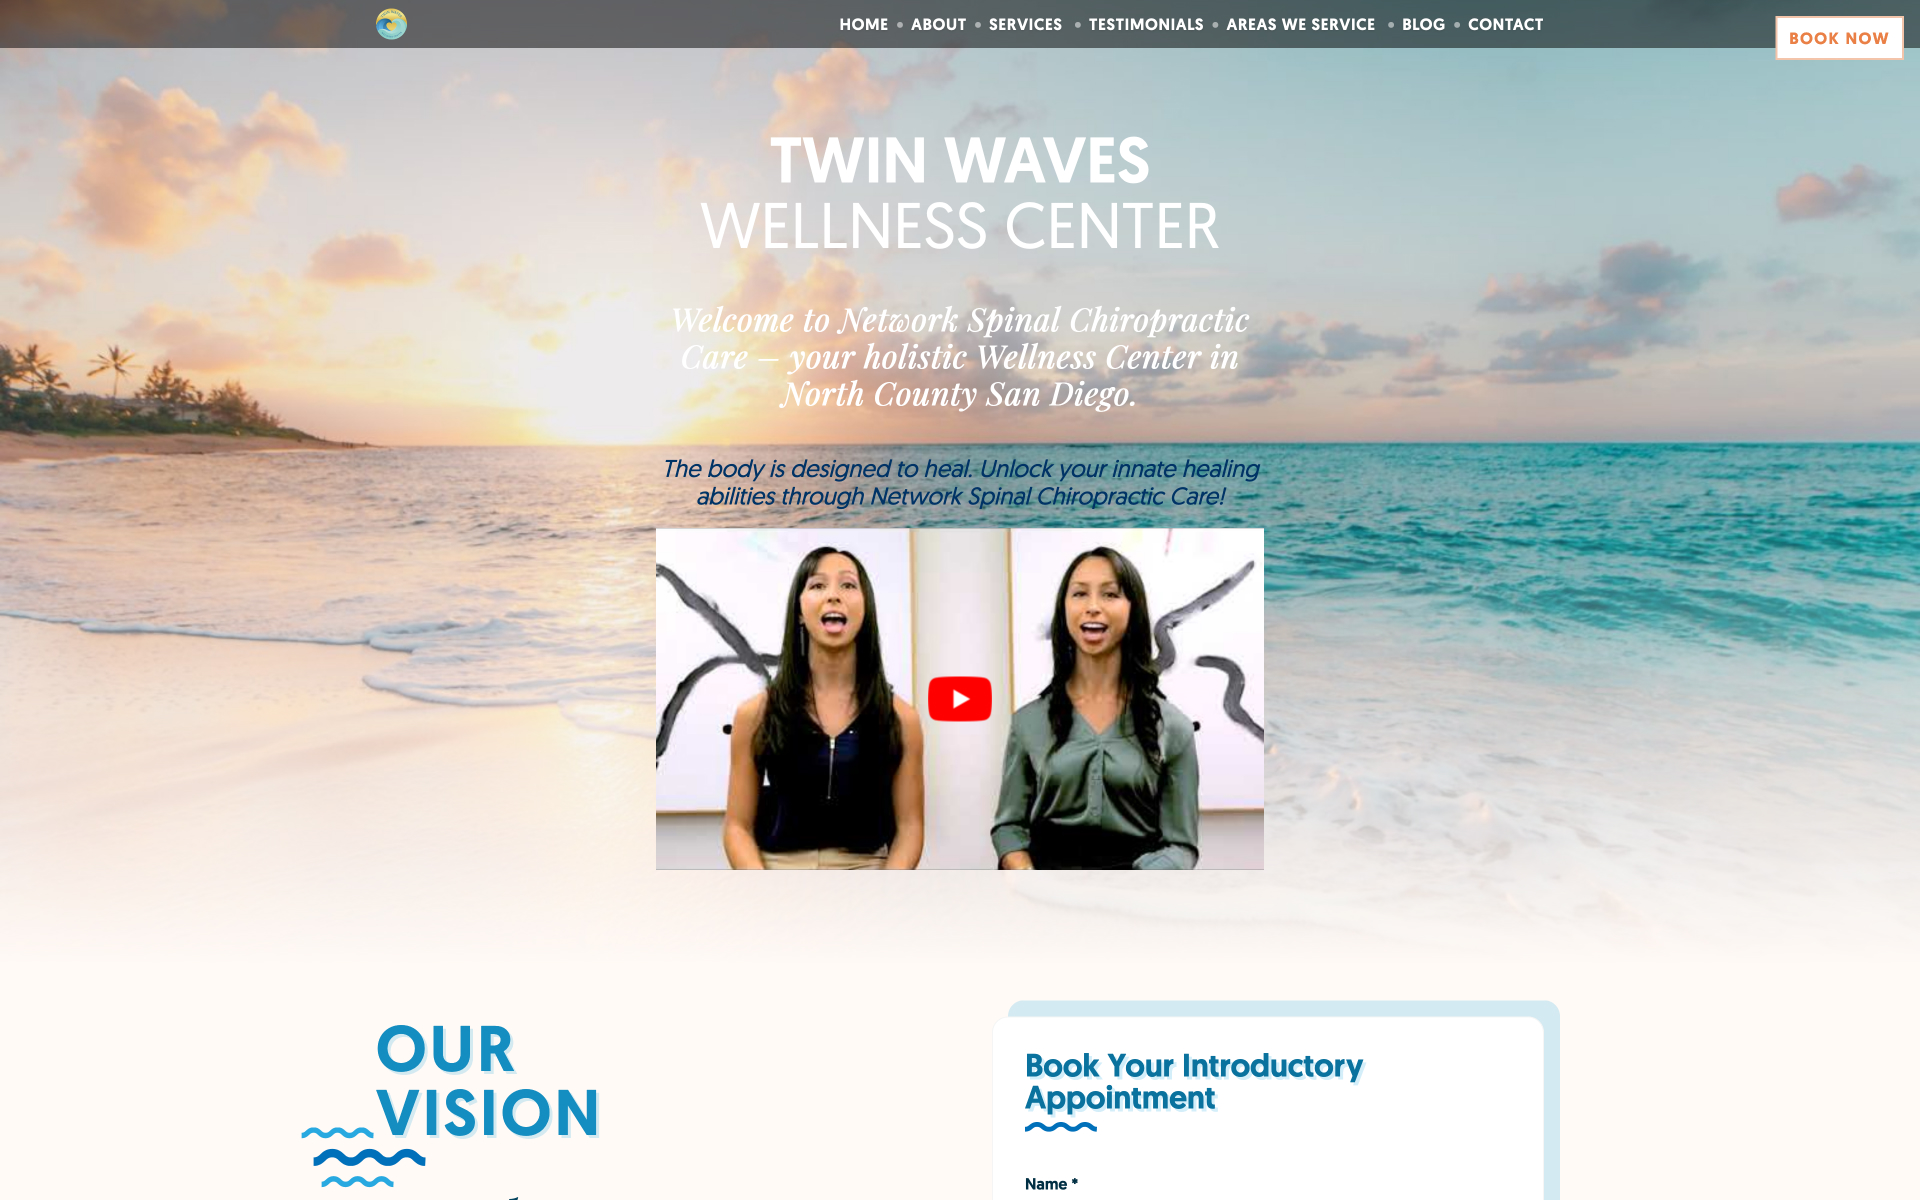 HOME
ABOUT
SERVICES
TESTIMONIALS
AREAS WE SERVICE
BLOG
CONTACT
BOOK NOW
TWIN WAVES
WELLNESS CENTER
Welcome to Network Spinal Chiropractic
Care – your holistic Wellness Center in
North County San Diego.
The body is designed to heal. Unlock your innate healing
abilities through Network Spinal Chiropractic Care!
OUR
VISION
Book Your Introductory
Appointment
Name *